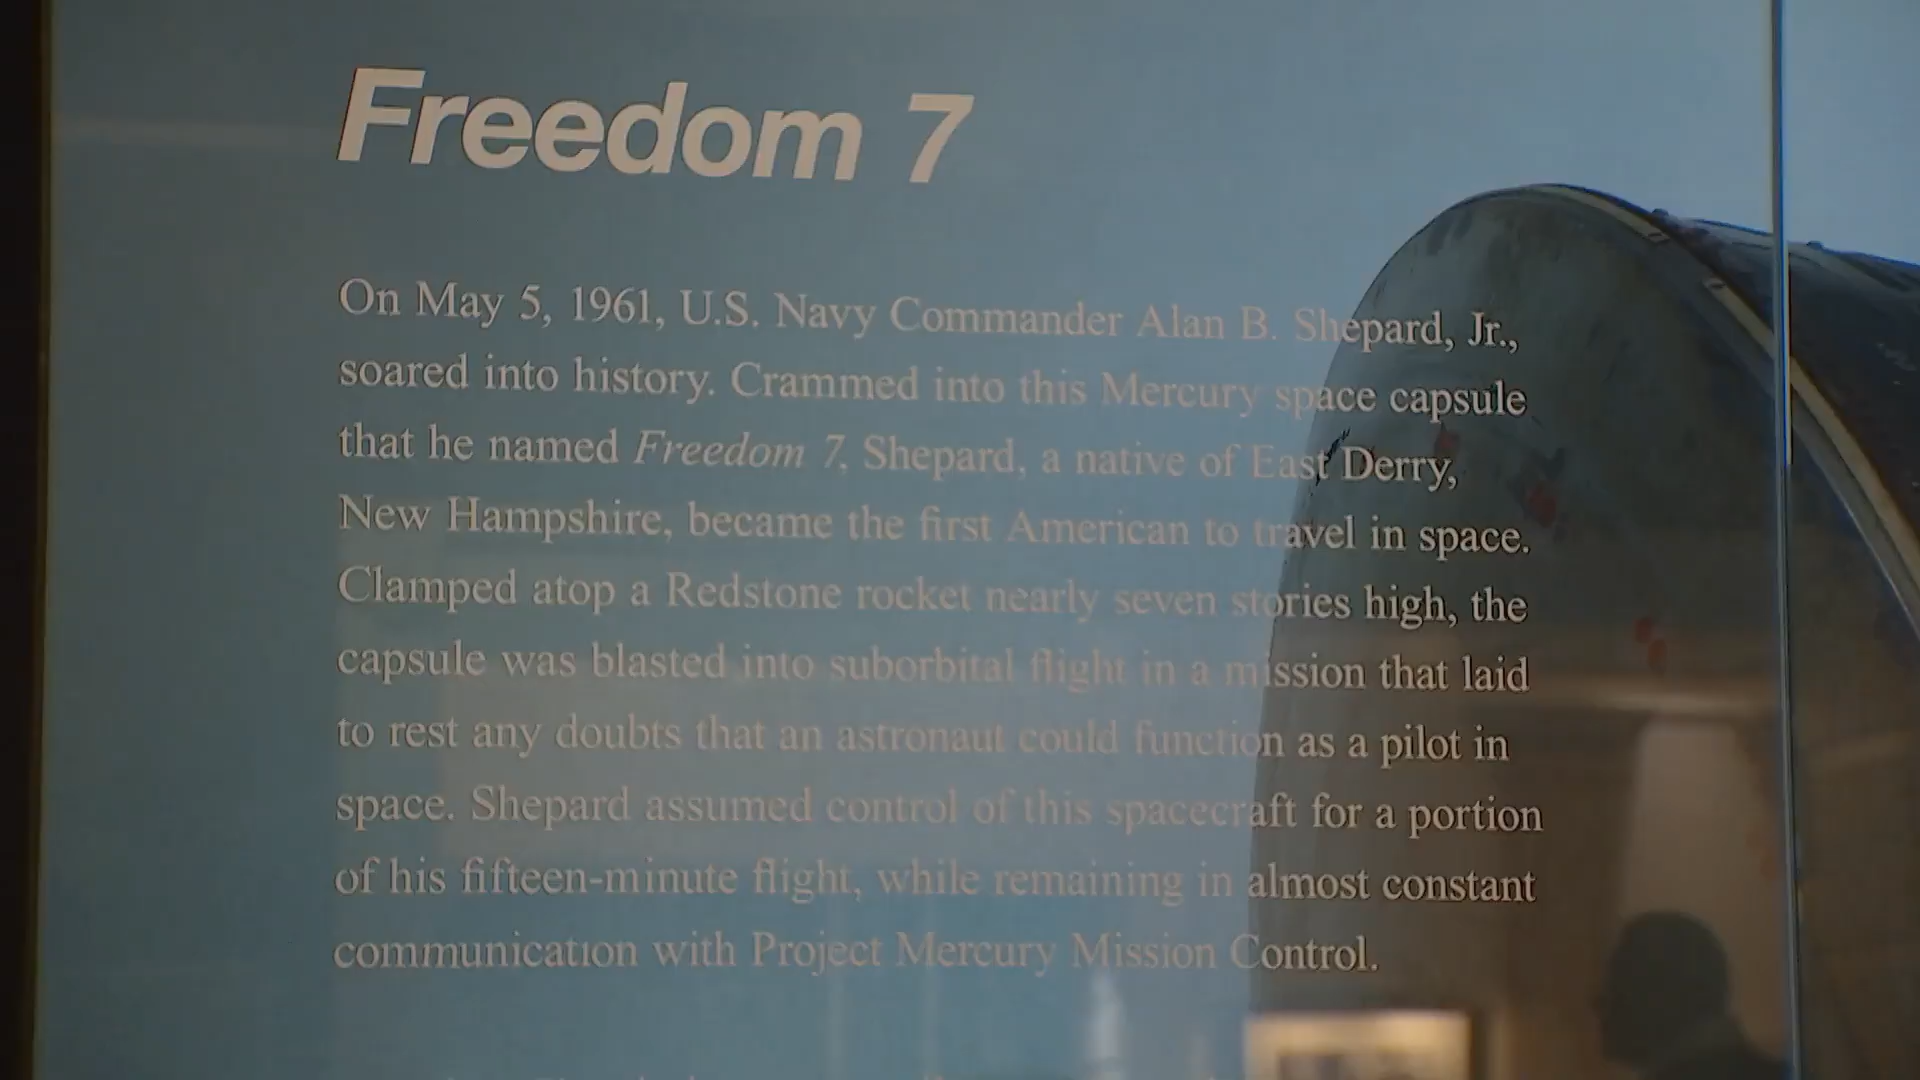 Freedom 7
On May 5, 1961, U.S. Navy Commander Alan B. Shepard, Jr.,
soared into history. Crammed into this Mercury space capsule
that he named Freedom 7, Shepard, a native of East Derry,
New Hampshire, became the first American to travel in space.
Clamped atop a Redstone rocket nearly seven stories high, the
capsule was blasted into suborbital flight in a mission that laid
to rest any doubts that an astronaut could function as a pilot in
space. Shepard assumed control of this spacecraft for a portion
of his fifteen-minute flight, while remaining in almost constant
communication with Project Mercury Mission Control.